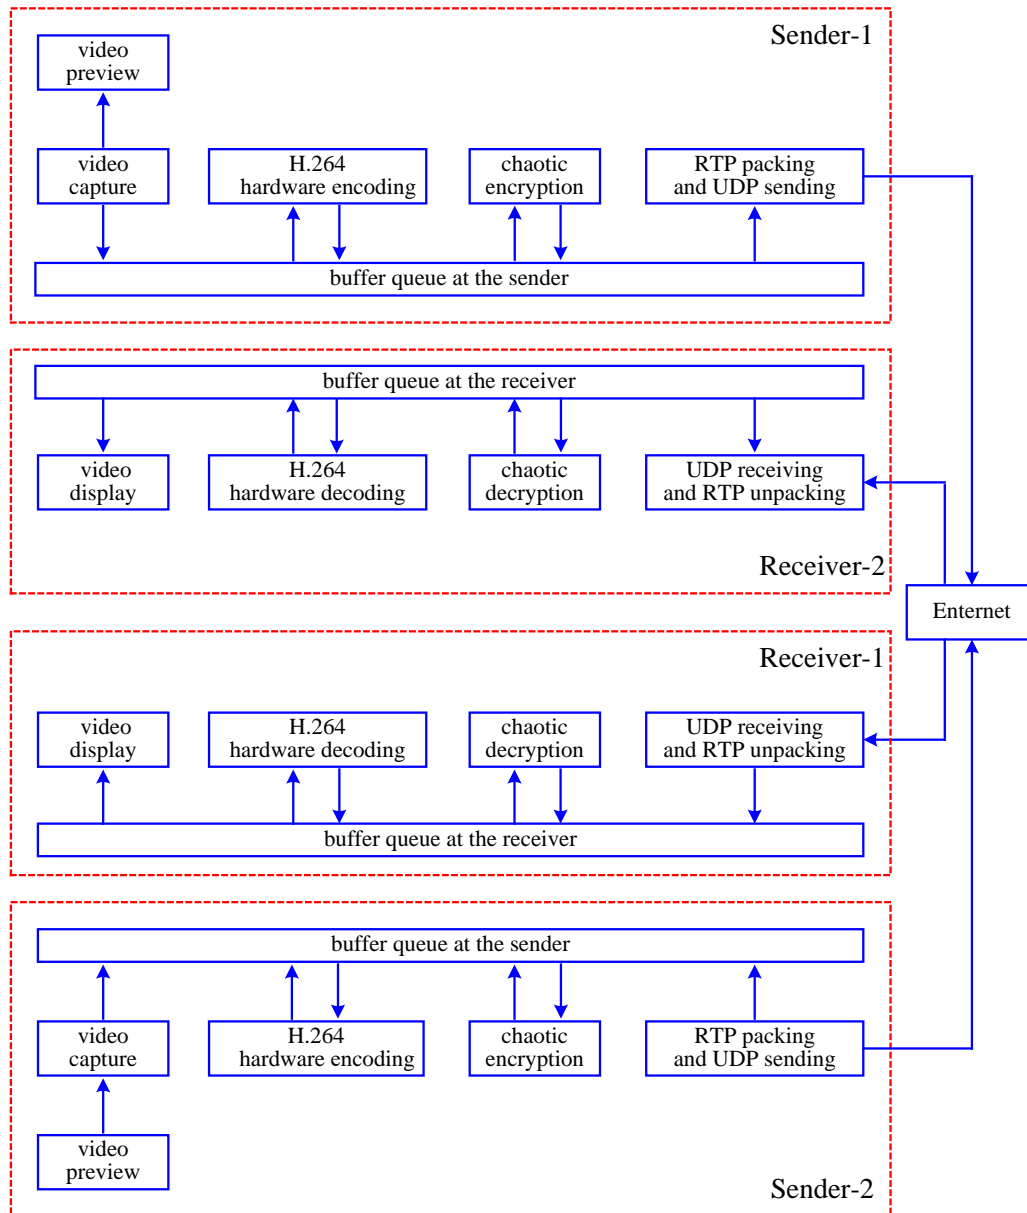 Sender-1
video
preview
video
capture
H.264
hardware encoding
chaotic
encryption
RTP packing
and UDP sending
buffer queue at the sender
buffer queue at the receiver
video
display
H.264
hardware decoding
chaotic
decryption
UDP receiving
and RTP unpacking
Receiver-2
Enternet
Receiver-1
video
display
H.264
hardware decoding
chaotic
decryption
UDP receiving
and RTP unpacking
buffer queue at the receiver
buffer queue at the sender
video
capture
H.264
hardware encoding
chaotic
encryption
RTP packing
and UDP sending
video
preview
Sender-2